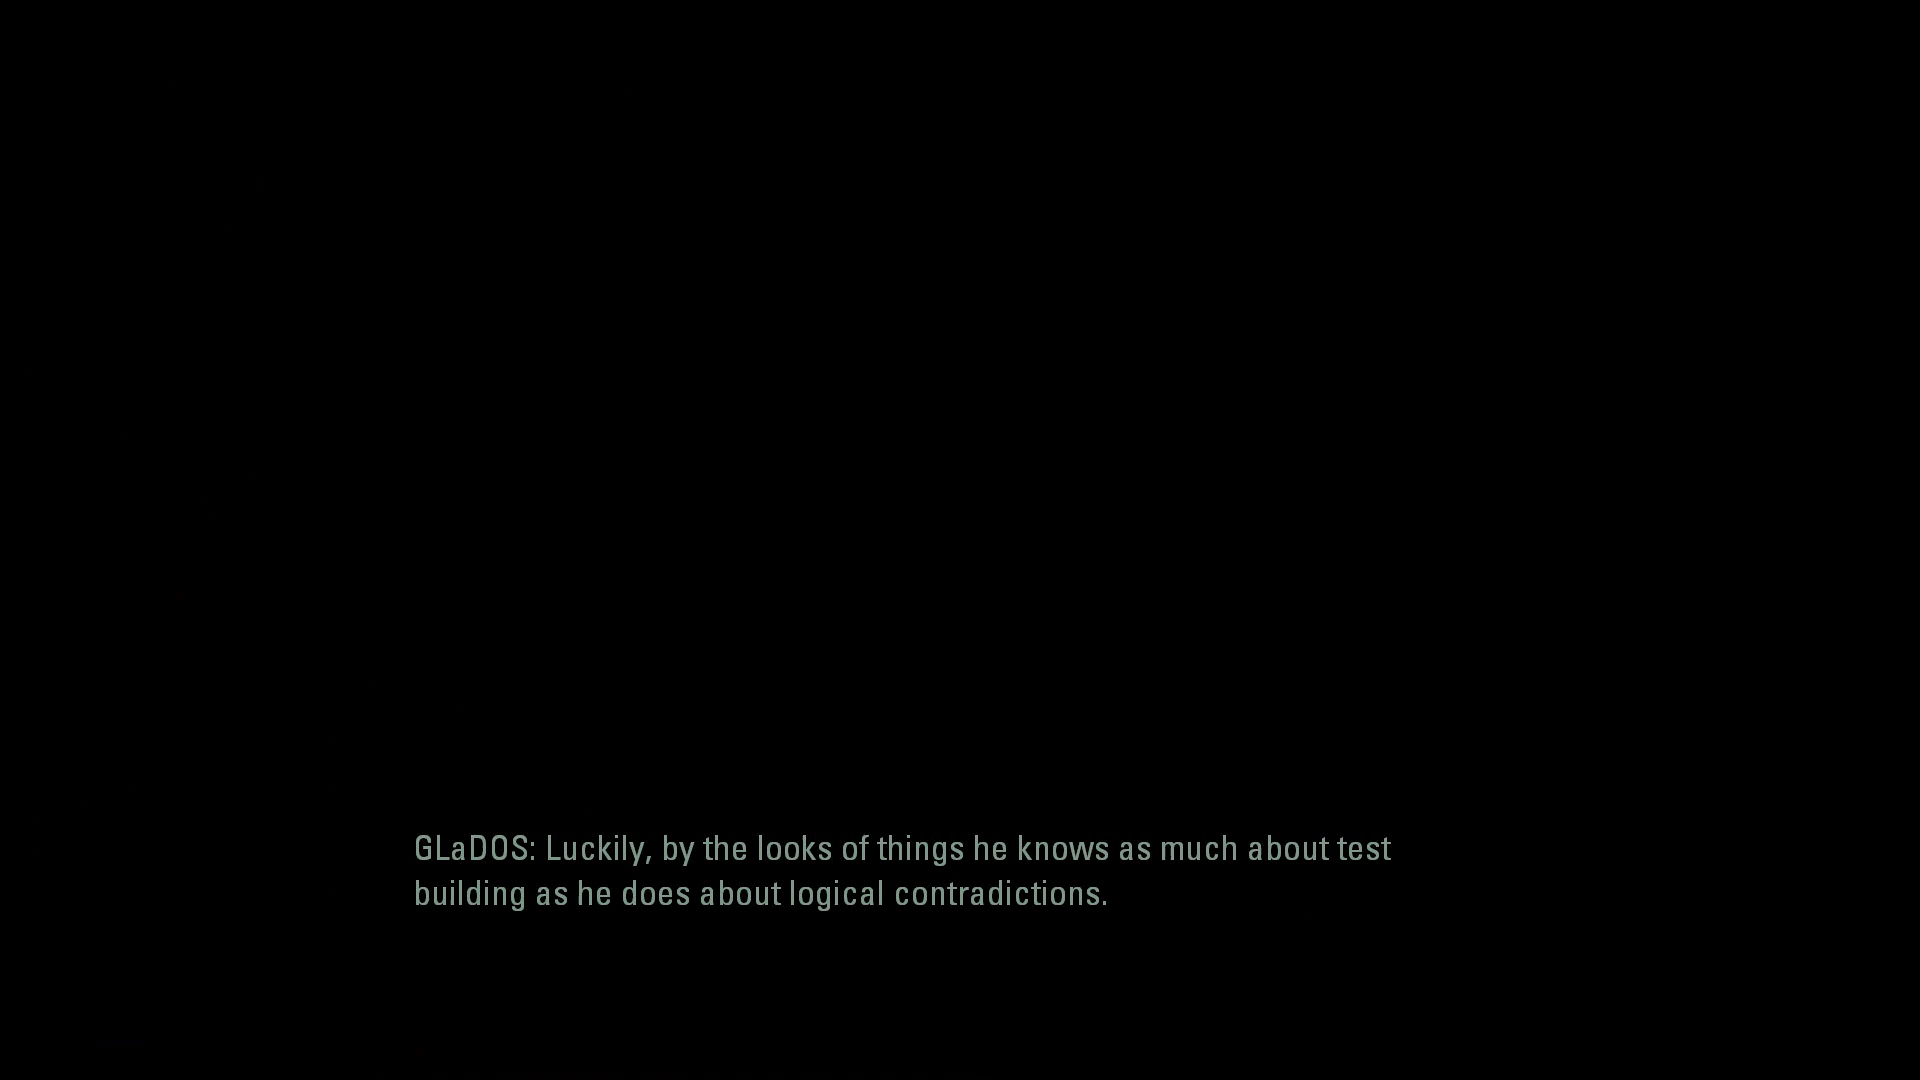 GLaDOS: Luckily, by the looks of things he knows as much about test
building as he does about logical contradictions.